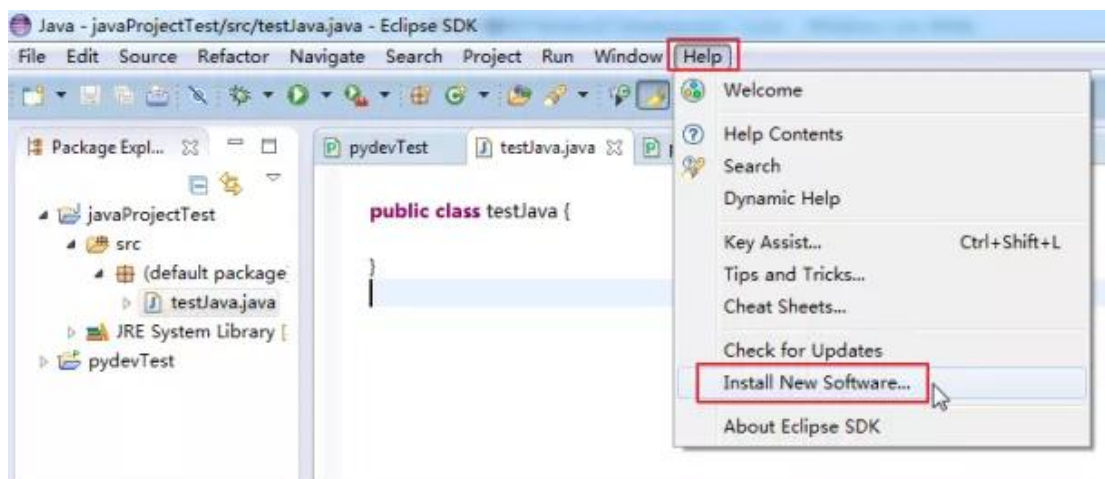 Java - javaProjectTest/src/testJava.java - Eclipse SDK
File Edit Source Refactor Navigate Search Project Run Window Help
Package Expl...
pydevTest testJava.java
javaProjectTest
src
(default package
testJava.java
JRE System Library [
pydevTest
public class testJava {
}
Welcome
Help Contents
Search
Dynamic Help
Key Assist... Ctrl+Shift+L
Tips and Tricks...
Cheat Sheets...
Check for Updates
Install New Software...
About Eclipse SDK